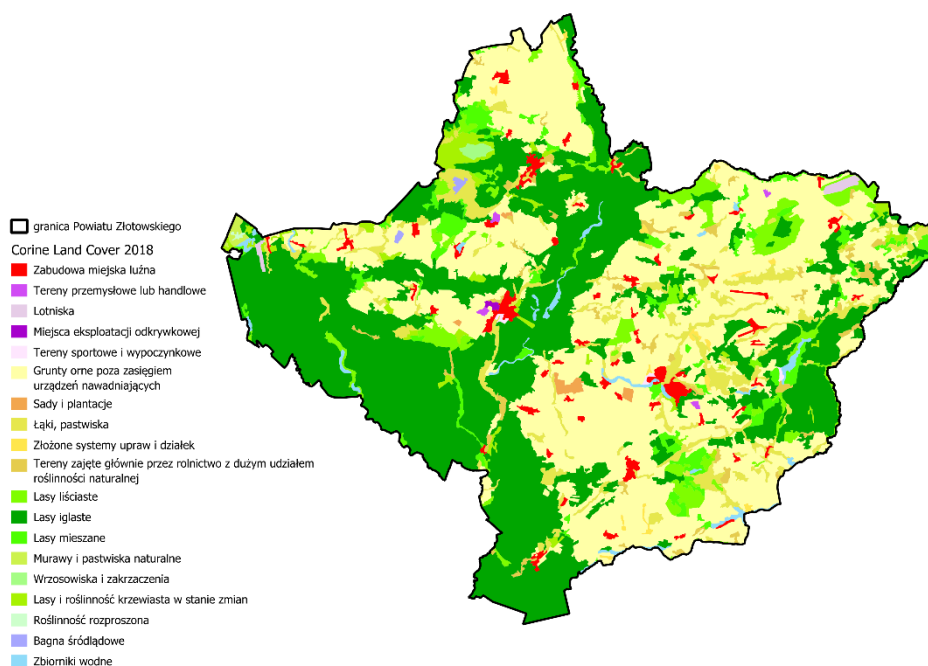 granica Powiatu Złotowskiego
Corine Land Cover 2018
Zabudowa miejska luźna
Tereny przemysłowe lub handlowe
Lotniska
Miejsca eksploatacji odkrywkowej
Tereny sportowe i wypoczynkowe
Grunty orne poza zasięgiem
urządzeń nawadniających
Sady i plantacje
Łąki, pastwiska
Złożone systemy upraw i działek
Tereny zajęte głównie przez rolnictwo z dużym udziałem
roślinności naturalnej
Lasy liściaste
Lasy iglaste
Lasy mieszane
Murawy i pastwiska naturalne
Wrzosowiska i zakrzaczenia
Lasy i roślinność krzewiasta w stanie zmian
Roślinność rozproszona
Bagna śródlądowe
Zbiorniki wodne